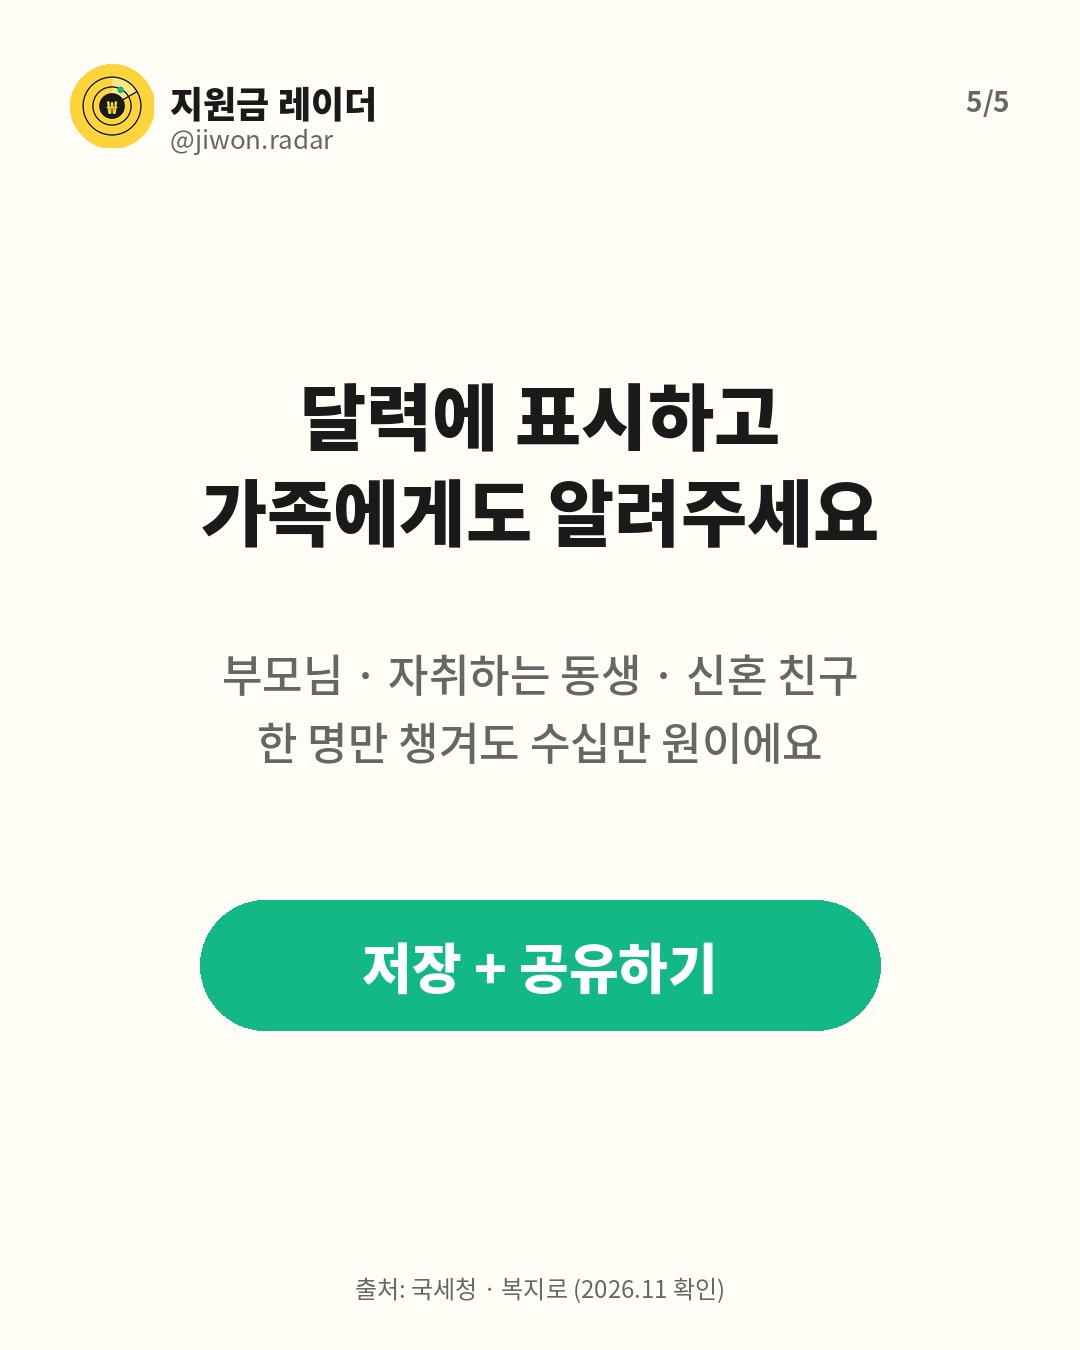 ₩
지원금 레이더
@jiwon.radar
5/5
달력에 표시하고
가족에게도 알려주세요
부모님 · 자취하는 동생 · 신혼 친구
한 명만 챙겨도 수십만 원이에요
저장 + 공유하기
출처: 국세청 · 복지로 (2026.11 확인)